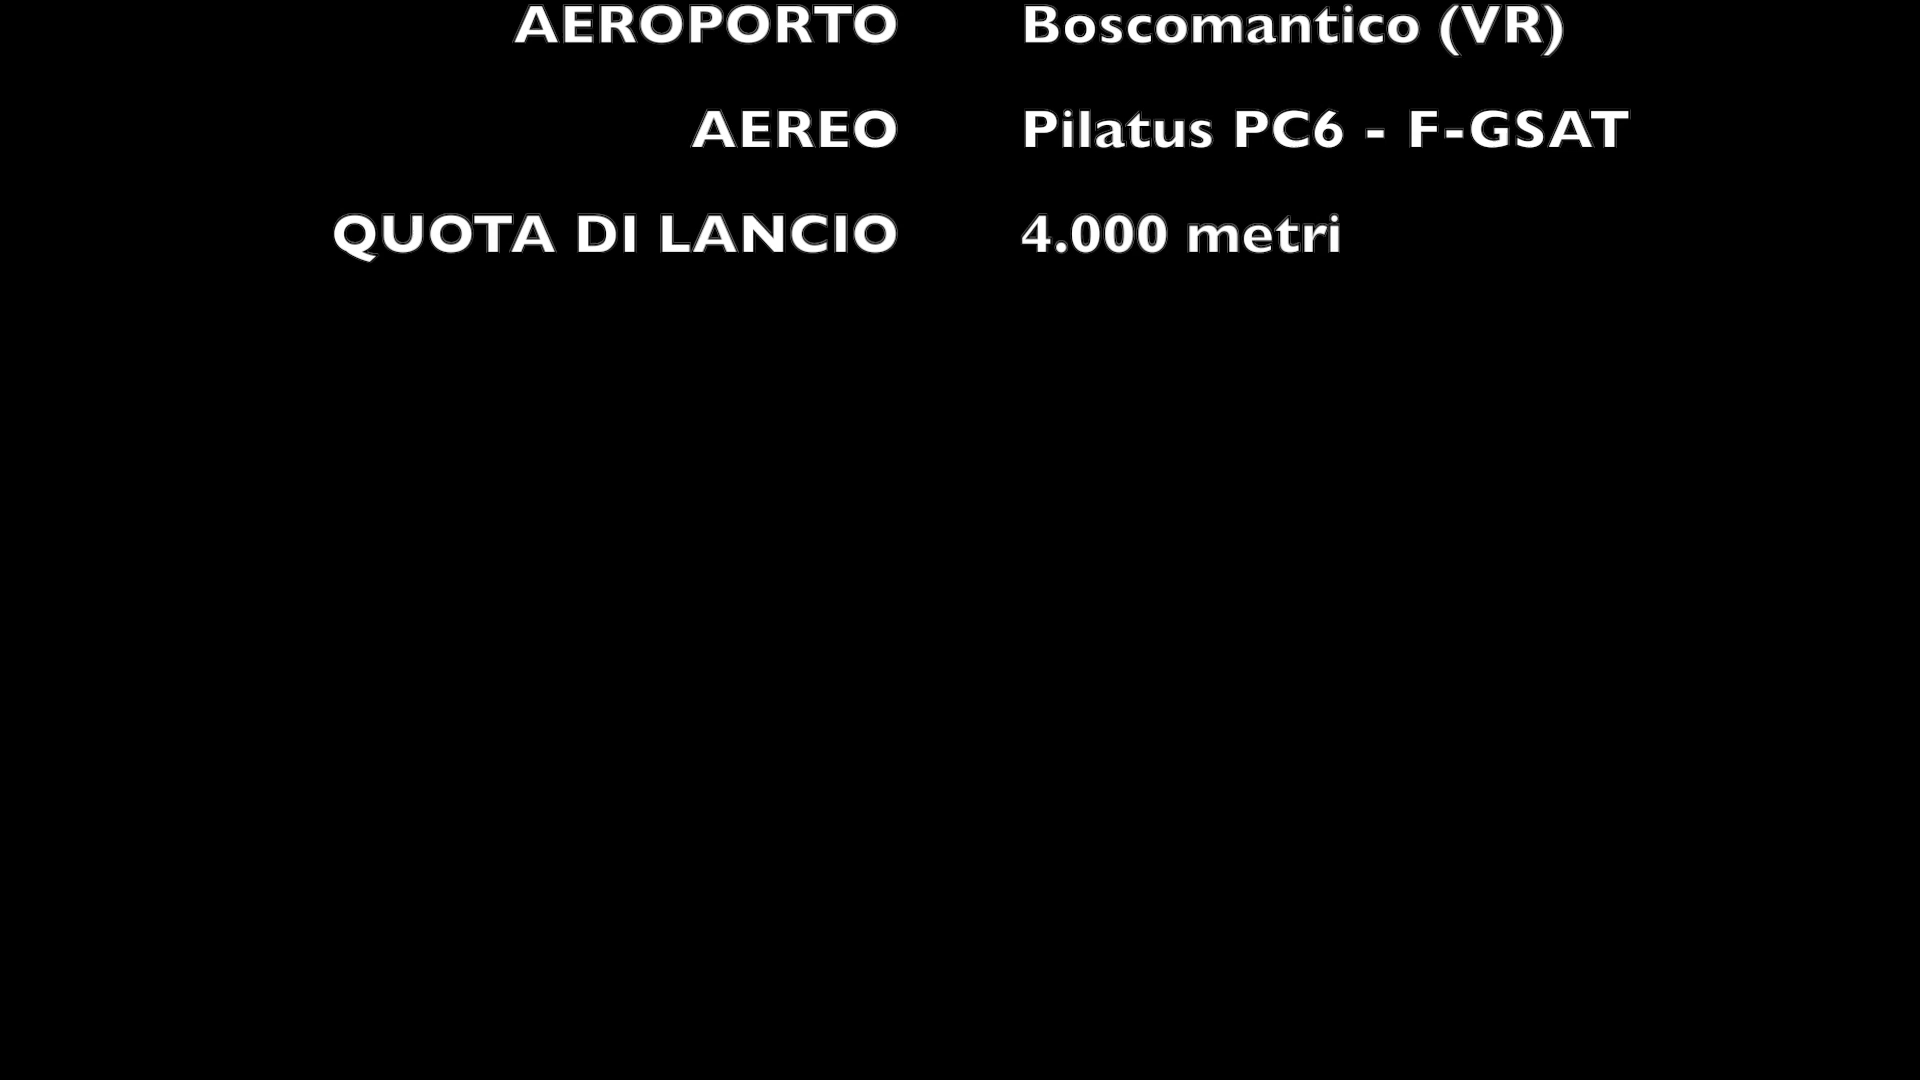 AEROPORTO Boscomantico (VR)
AEREO Pilatus PC6 - F-GSAT
QUOTA DI LANCIO 4.000 metri